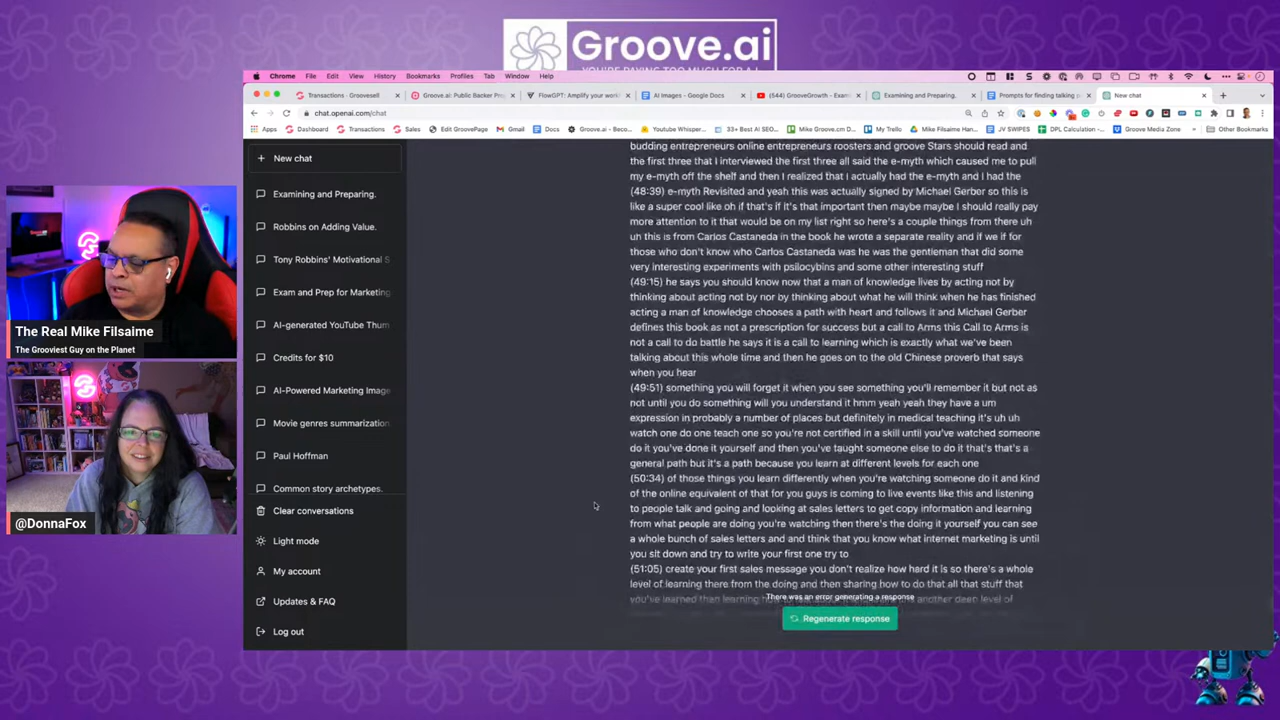 Groove.ai
Chrome File Edit View History Bookmarks Profiles Tab Window Help
Transactions - Groovesell
Groove.ai: Public Backer Pro
FlowGPT: Amplify your work
AI Images - Google Docs
(544) GrooveGrowth - Exam
Examining and Preparing.
Prompts for finding talking po
New chat
chat.openai.com/chat
Apps Dashboard Transactions Sales Edit GroovePage Gmail Docs Groove.ai - Beco... Youtube Whisper... 33+ Best AI SEO... Mike Groove.cm D... My Trello Mike Filsaime Han... JV SWIPES DPL Calculation -... Groove Media Zone Other Bookmarks
New chat
Examining and Preparing.
Robbins on Adding Value.
Tony Robbins' Motivational S
Exam and Prep for Marketing
AI-generated YouTube Thum
Credits for $10
AI-Powered Marketing Image
Movie genres summarization
Paul Hoffman
Common story archetypes.
Clear conversations
Light mode
My account
Updates & FAQ
Log out
budding entrepreneurs online entrepreneurs roosters and groove Stars should read and
the first three that I interviewed the first three all said the e-myth which caused me to pull
my e-myth off the shelf and then I realized that I actually had the e-myth and I had the
(48:39) e-myth Revisited and yeah this was actually signed by Michael Gerber so this is
like a super cool like oh if that's if it's that important then maybe maybe I should really pay
more attention to it that would be on my list right so here's a couple things from there uh
uh this is from Carlos Castaneda in the book he wrote a separate reality and if we if for
those who don't know who Carlos Castaneda was he was the gentleman that did some
very interesting experiments with psilocybins and some other interesting stuff
(49:15) he says you should know now that a man of knowledge lives by acting not by
thinking about acting not by nor by thinking about what he will think when he has finished
acting a man of knowledge chooses a path with heart and follows it and Michael Gerber
defines this book as not a prescription for success but a call to Arms this Call to Arms is
not a call to do battle he says it is a call to learning which is exactly what we've been
talking about this whole time and then he goes on to the old Chinese proverb that says
when you hear
(49:51) something you will forget it when you see something you'll remember it but not as
not until you do something will you understand it hmm yeah yeah they have a um
expression in probably a number of places but definitely in medical teaching it's uh uh
watch one do one teach one so you're not certified in a skill until you've watched someone
do it you've done it yourself and then you've taught someone else to do it that's that's a
general path but it's a path because you learn at different levels for each one
(50:34) of those things you learn differently when you're watching someone do it and kind
of the online equivalent of that for you guys is coming to live events like this and listening
to people talk and going and looking at sales letters to get copy information and learning
from what people are doing you're watching then there's the doing it yourself you can see
a whole bunch of sales letters and and think that you know what internet marketing is until
you sit down and try to write your first one try to
(51:05) create your first sales message you don't realize how hard it is so there's a whole
level of learning there from the doing and then sharing how to do that all that stuff that
There was an error generating a response
Regenerate response
The Real Mike Filsaime
The Grooviest Guy on the Planet
@DonnaFox